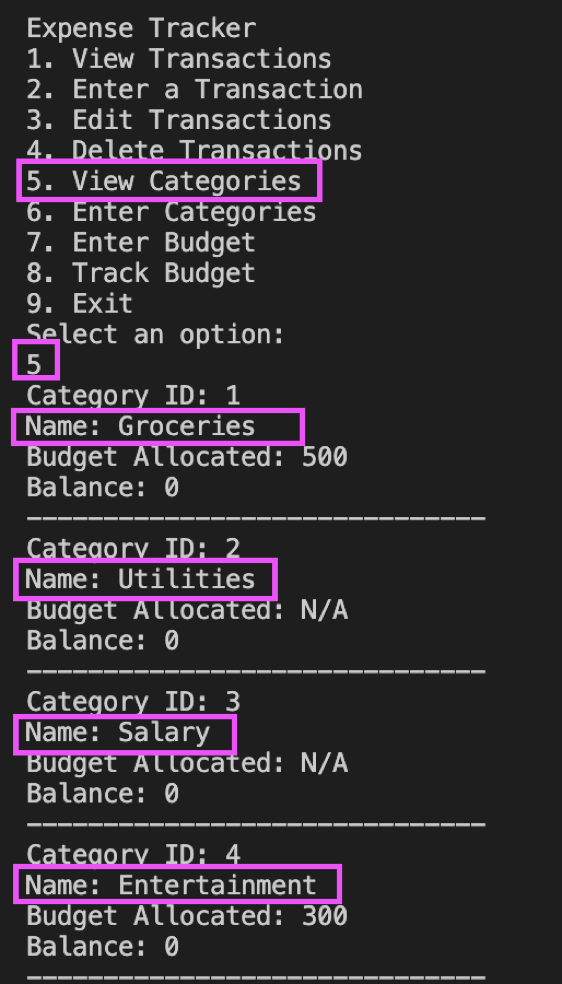 Expense Tracker
1. View Transactions
2. Enter a Transaction
3. Edit Transactions
4. Delete Transactions
5. View Categories
6. Enter Categories
7. Enter Budget
8. Track Budget
9. Exit
Select an option:
5
Category ID: 1
Name: Groceries
Budget Allocated: 500
Balance: 0
------------------------------
Category ID: 2
Name: Utilities
Budget Allocated: N/A
Balance: 0
------------------------------
Category ID: 3
Name: Salary
Budget Allocated: N/A
Balance: 0
------------------------------
Category ID: 4
Name: Entertainment
Budget Allocated: 300
Balance: 0
------------------------------